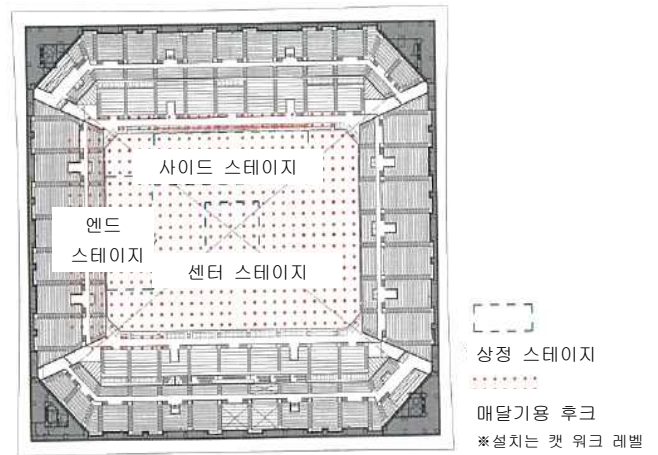 사이드 스테이지
엔드
스테이지
센터 스테이지
상정 스테이지
매달기용 후크
※설치는 캣 워크 레벨